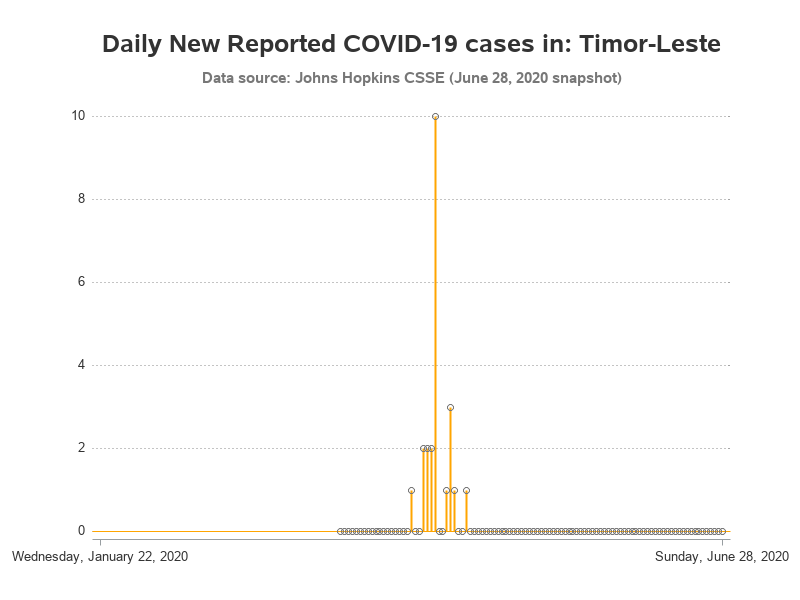 Daily New Reported COVID-19 cases in: Timor-Leste
Data source: Johns Hopkins CSSE (June 28, 2020 snapshot)
10
8
6
4
2
0
Wednesday, January 22, 2020
Sunday, June 28, 2020